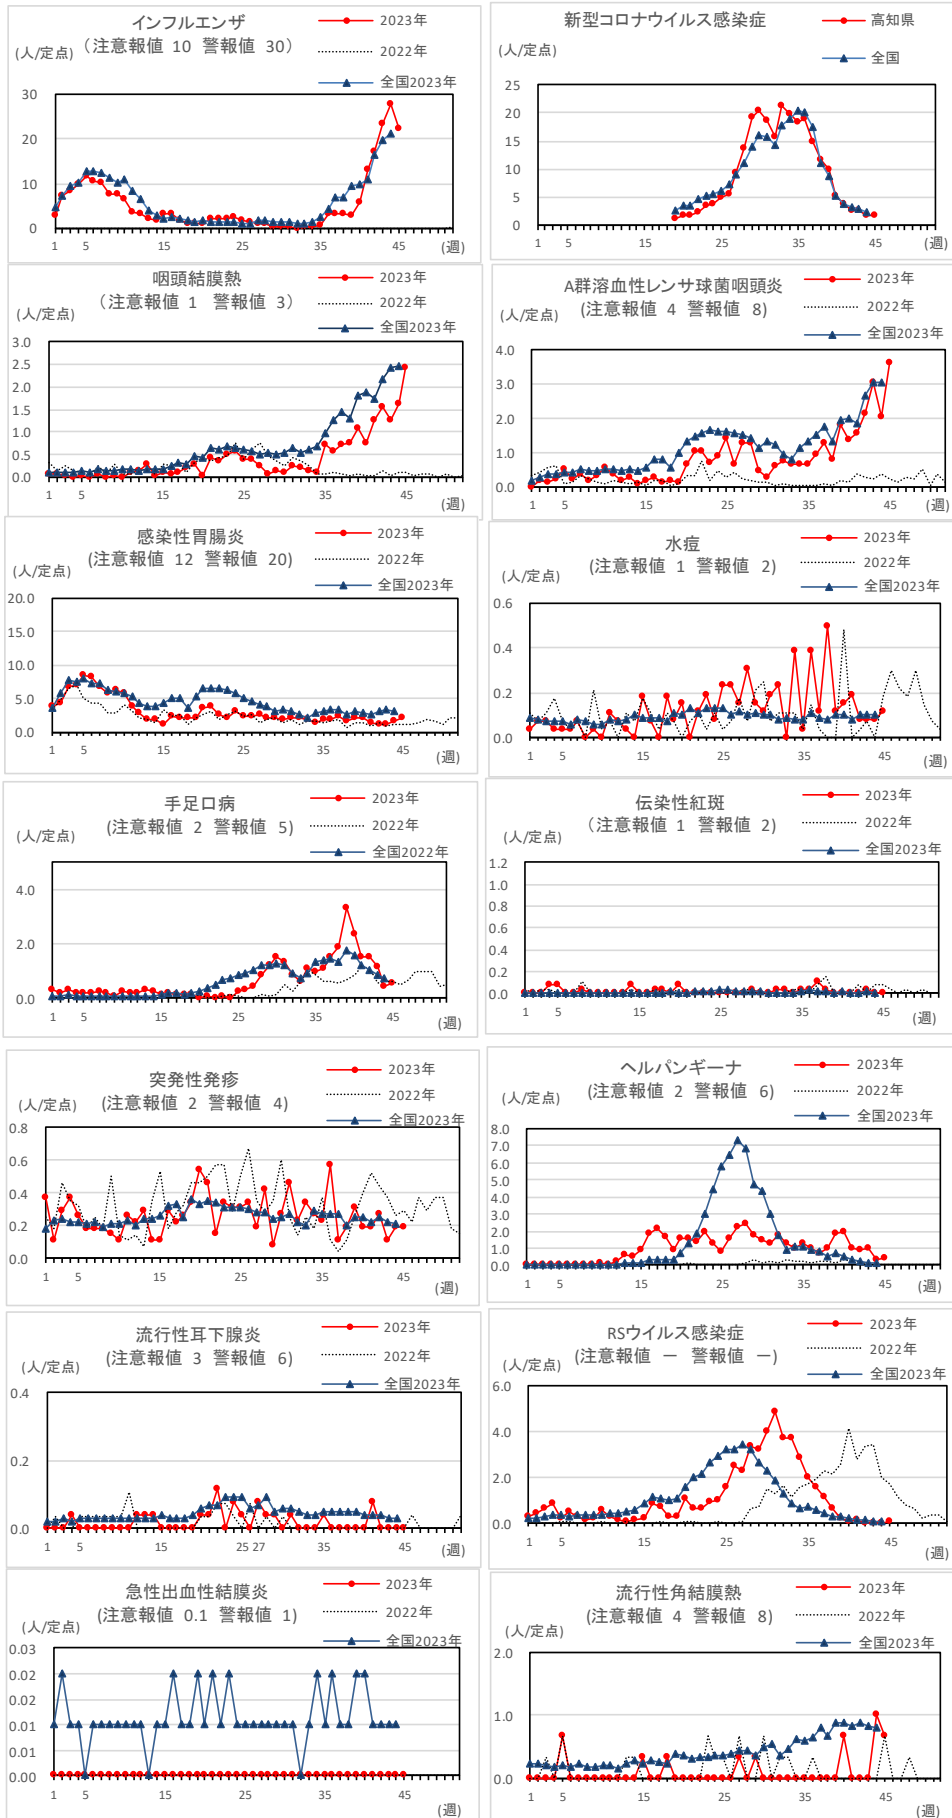 インフルエンザ
（注意報値 10 警報値 30）
(人/定点)
2023年
2022年
全国2023年
30
20
10
0
1 5 15 25 35 45 (週)
新型コロナウイルス感染症
(人/定点)
高知県
全国
25
20
15
10
5
0
1 5 15 25 35 45 (週)
咽頭結膜熱
（注意報値 1 警報値 3）
(人/定点)
2023年
2022年
全国2023年
3.0
2.5
2.0
1.5
1.0
0.5
0.0
1 5 15 25 35 45 (週)
A群溶血性レンサ球菌咽頭炎
(注意報値 4 警報値 8)
(人/定点)
2023年
2022年
全国2023年
4.0
3.0
2.0
1.0
0.0
1 5 15 25 35 45 (週)
感染性胃腸炎
(注意報値 12 警報値 20)
(人/定点)
2023年
2022年
全国2023年
20.0
15.0
10.0
5.0
0.0
1 5 15 25 35 45 (週)
水痘
(注意報値 1 警報値 2)
(人/定点)
2023年
2022年
全国2023年
0.6
0.4
0.2
0.0
1 5 15 25 35 45 (週)
手足口病
(注意報値 2 警報値 5)
(人/定点)
2023年
2022年
全国2022年
4.0
2.0
0.0
1 5 15 25 35 45 (週)
伝染性紅斑
（注意報値 1 警報値 2）
(人/定点)
2023年
2022年
全国2023年
1.2
1.0
0.8
0.6
0.4
0.2
0.0
1 5 15 25 35 45 (週)
突発性発疹
(注意報値 2 警報値 4)
(人/定点)
2023年
2022年
全国2023年
0.8
0.6
0.4
0.2
0.0
1 5 15 25 35 45 (週)
ヘルパンギーナ
(注意報値 2 警報値 6)
(人/定点)
2023年
2022年
全国2023年
8.0
7.0
6.0
5.0
4.0
3.0
2.0
1.0
0.0
1 5 15 25 35 45 (週)
流行性耳下腺炎
(注意報値 3 警報値 6)
(人/定点)
2023年
2022年
全国2023年
0.4
0.2
0.0
1 5 15 25 27 35 45 (週)
RSウイルス感染症
(注意報値 ー 警報値 ー)
(人/定点)
2023年
2022年
全国2023年
6.0
4.0
2.0
0.0
1 5 15 25 35 45 (週)
急性出血性結膜炎
(注意報値 0.1 警報値 1)
(人/定点)
2023年
2022年
全国2023年
0.03
0.02
0.02
0.01
0.01
0.00
1 5 15 25 35 45 (週)
流行性角結膜熱
(注意報値 4 警報値 8)
(人/定点)
2023年
2022年
全国2023年
2.0
1.0
0.0
1 5 15 25 35 45 (週)